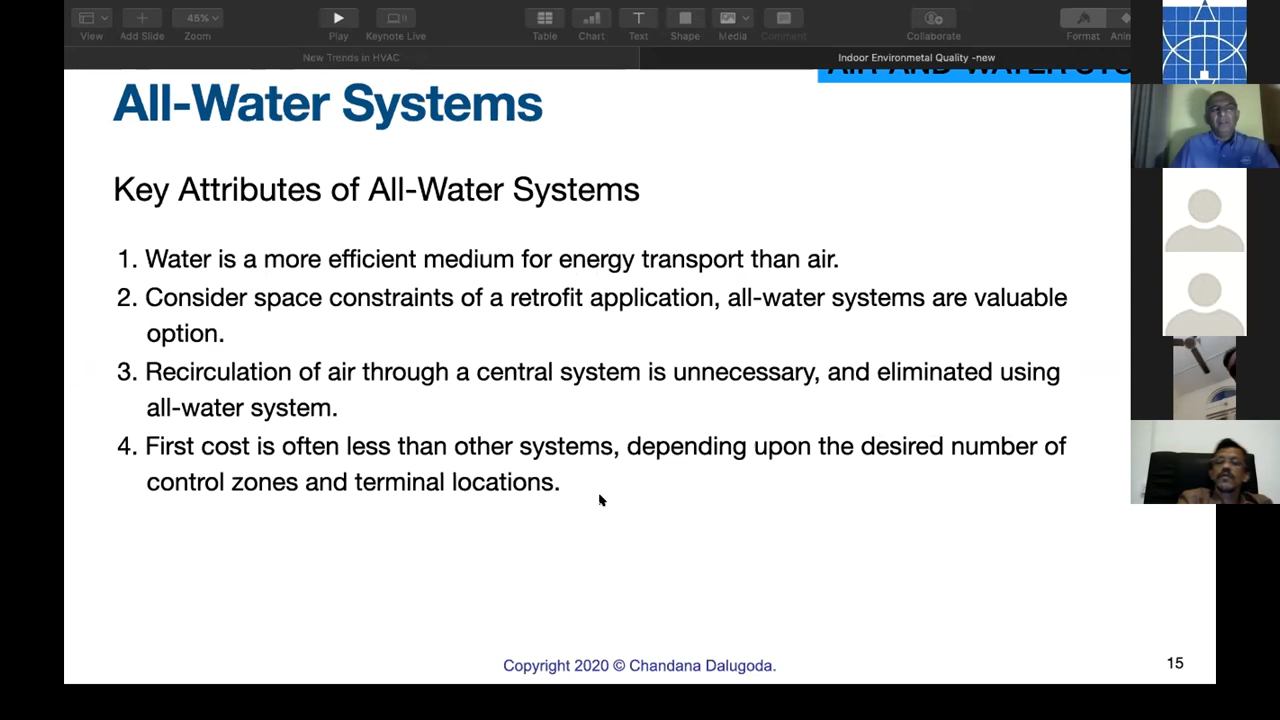 View
Add Slide
45%
Zoom
Play
Keynote Live
Table
Chart
Text
Shape
Media
Comment
Collaborate
Format
New Trends in HVAC
Indoor Environmetal Quality -new
AIR AND WATER
All-Water Systems
Key Attributes of All-Water Systems
1. Water is a more efficient medium for energy transport than air.
2. Consider space constraints of a retrofit application, all-water systems are valuable
option.
3. Recirculation of air through a central system is unnecessary, and eliminated using
all-water system.
4. First cost is often less than other systems, depending upon the desired number of
control zones and terminal locations.
Copyright 2020 © Chandana Dalugoda.
15